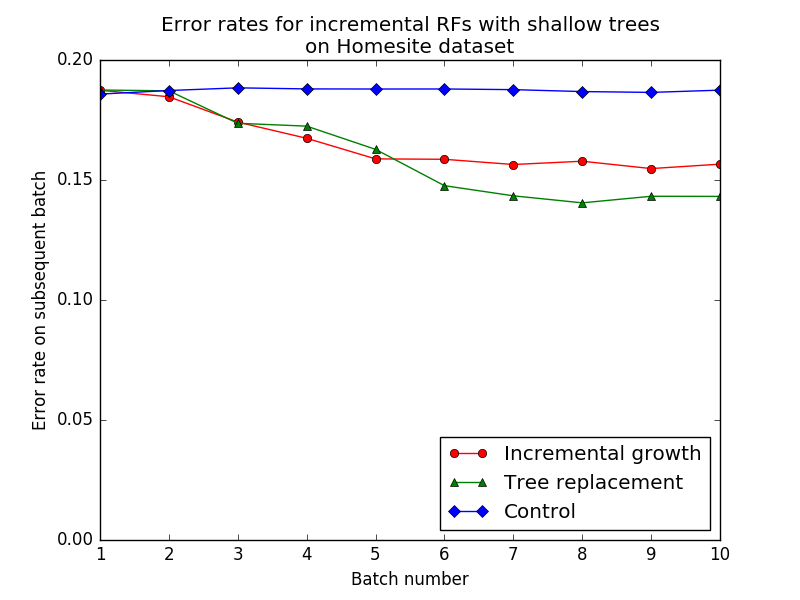 Error rates for incremental RFs with shallow trees
on Homesite dataset
0.20
0.15
0.10
0.05
0.00
Error rate on subsequent batch
Incremental growth
Tree replacement
Control
1 2 3 4 5 6 7 8 9 10
Batch number